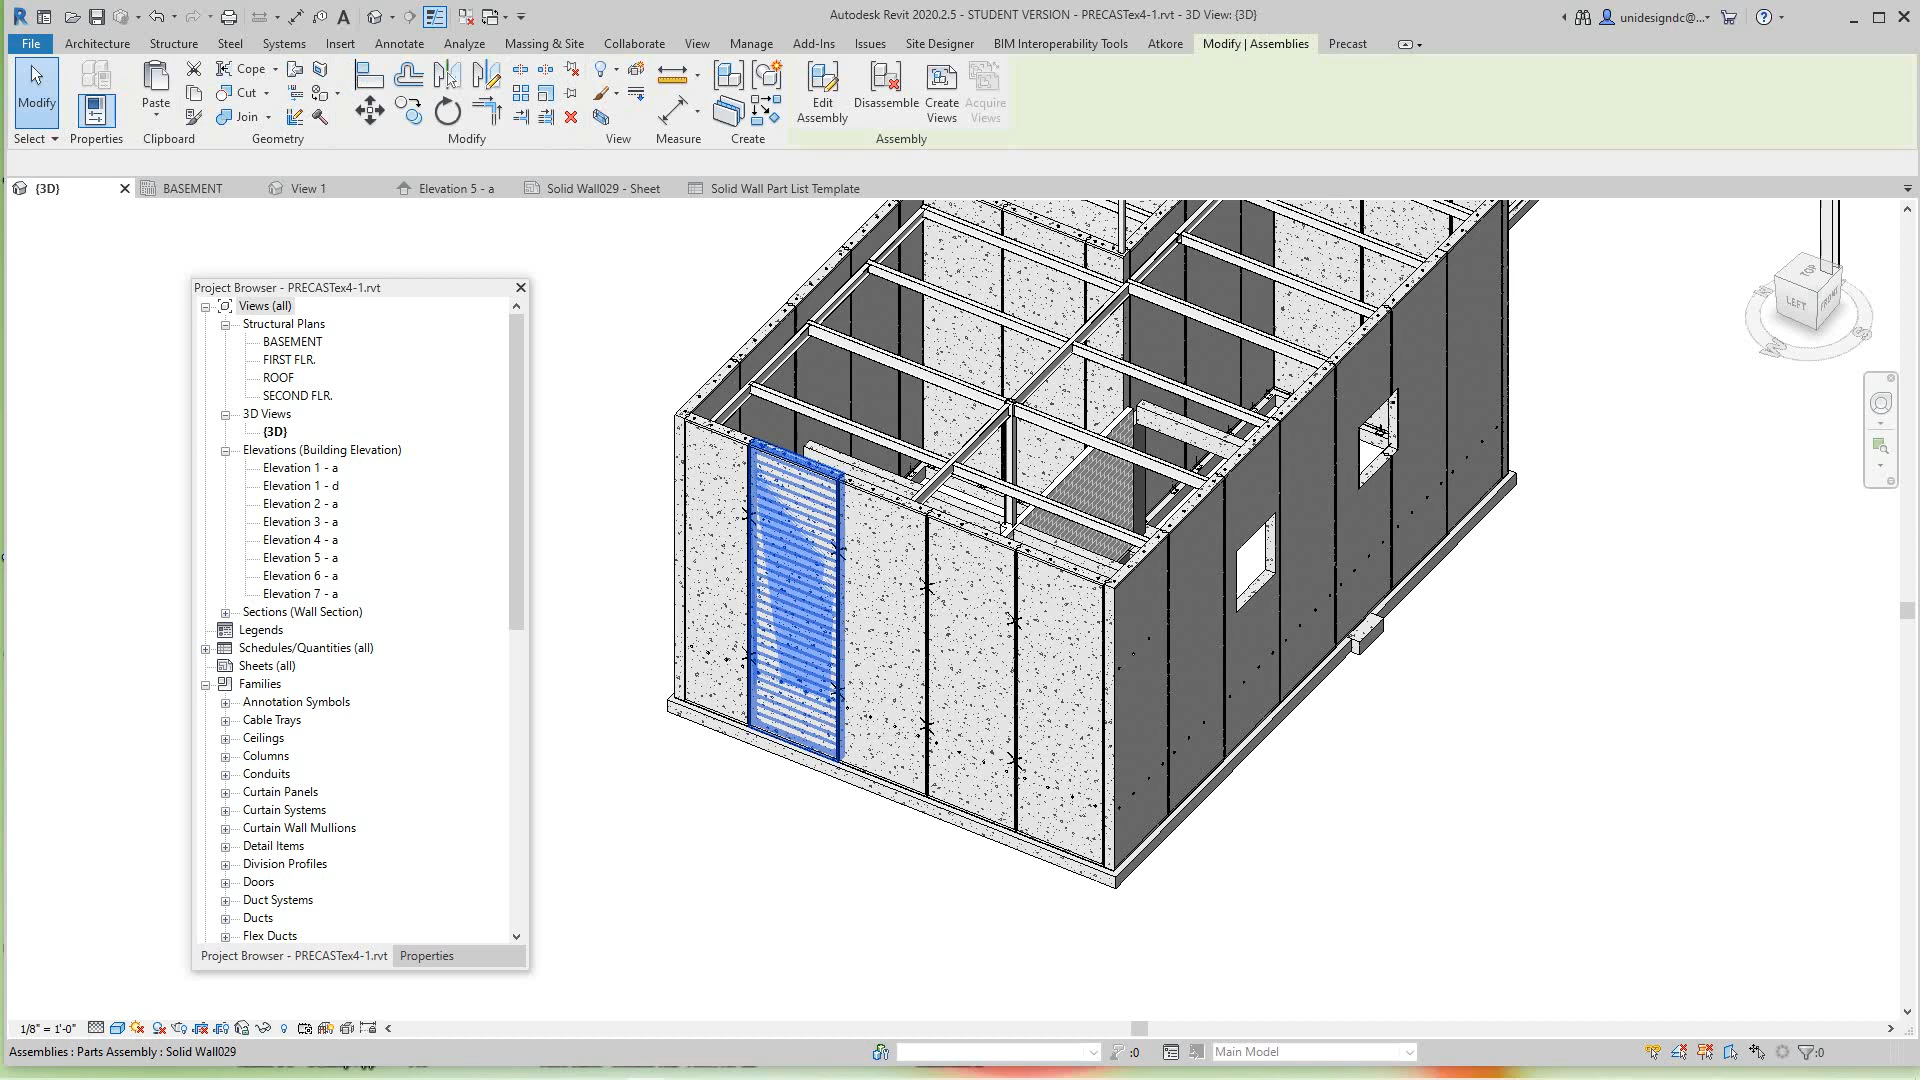 Autodesk Revit 2020.2.5 - STUDENT VERSION - PRECASTex4-1.rvt - 3D View: {3D}
unidesigndc@...
File Architecture Structure Steel Systems Insert Annotate Analyze Massing & Site Collaborate View Manage Add-Ins Issues Site Designer BIM Interoperability Tools Atkore Modify | Assemblies Precast
Modify
Paste
Cope
Cut
Join
Edit Assembly
Disassemble
Create Views
Acquire Views
Select Properties Clipboard Geometry Modify View Measure Create Assembly
{3D} BASEMENT View 1 Elevation 5 - a Solid Wall029 - Sheet Solid Wall Part List Template
Project Browser - PRECASTex4-1.rvt
Views (all)
Structural Plans
BASEMENT
FIRST FLR.
ROOF
SECOND FLR.
3D Views
{3D}
Elevations (Building Elevation)
Elevation 1 - a
Elevation 1 - d
Elevation 2 - a
Elevation 3 - a
Elevation 4 - a
Elevation 5 - a
Elevation 6 - a
Elevation 7 - a
Sections (Wall Section)
Legends
Schedules/Quantities (all)
Sheets (all)
Families
Annotation Symbols
Cable Trays
Ceilings
Columns
Conduits
Curtain Panels
Curtain Systems
Curtain Wall Mullions
Detail Items
Division Profiles
Doors
Duct Systems
Ducts
Flex Ducts
Project Browser - PRECASTex4-1.rvt Properties
TOP
LEFT
FRONT
W
S
1/8" = 1'-0"
Assemblies : Parts Assembly : Solid Wall029
:0
Main Model
:0